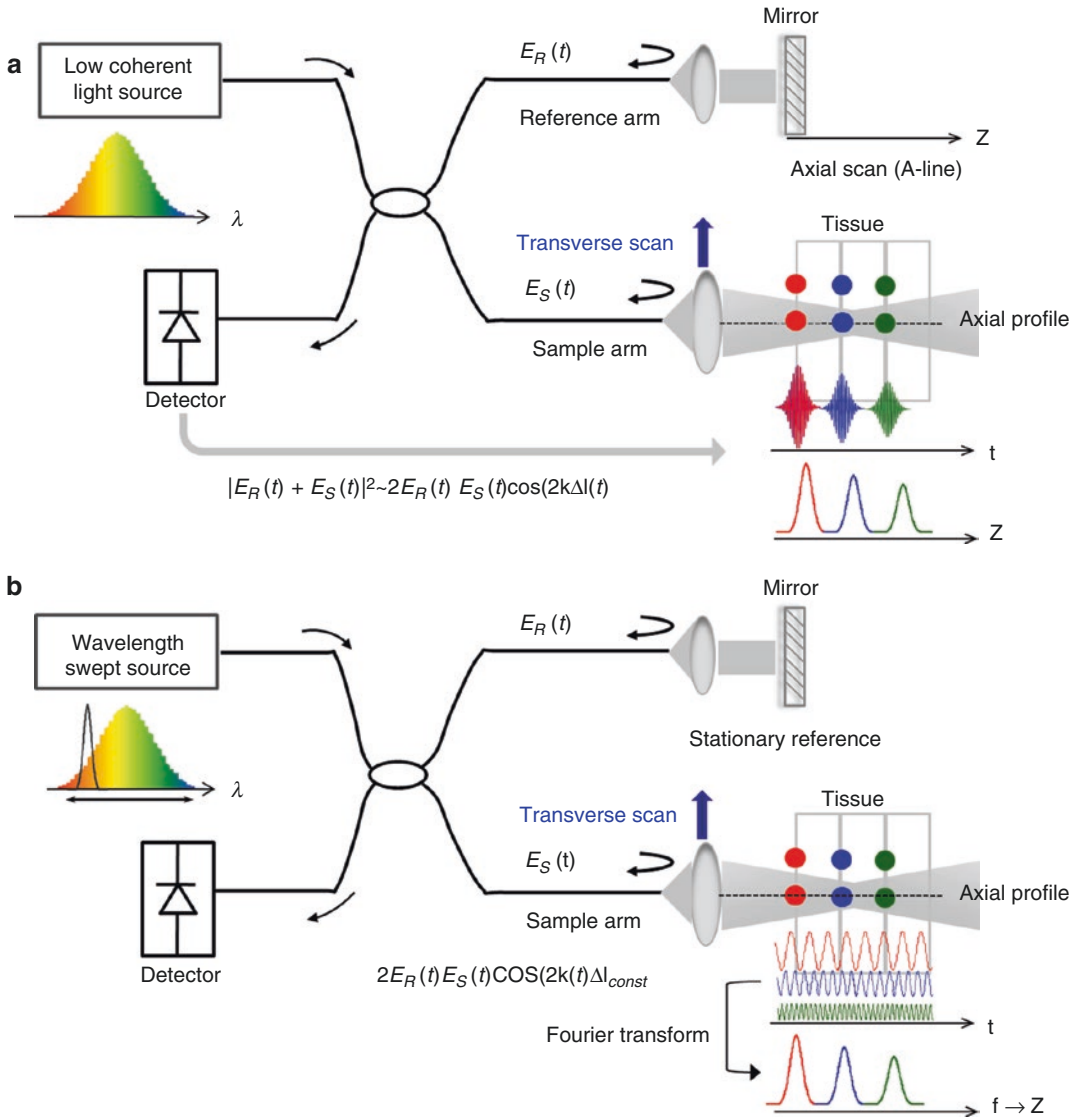 a
Low coherent
light source
λ
Detector
E_R (t)
Reference arm
Mirror
Z
Axial scan (A-line)
Transverse scan
E_S (t)
Sample arm
Tissue
Axial profile
t
Z
|E_R (t) + E_S (t)|²~2E_R (t) E_S (t)cos(2kΔl(t)
b
Wavelength
swept source
λ
Detector
E_R (t)
Mirror
Stationary reference
Transverse scan
E_S (t)
Sample arm
Tissue
Axial profile
2E_R (t)E_S (t)COS(2k(t)Δl_const
Fourier transform
t
f → Z